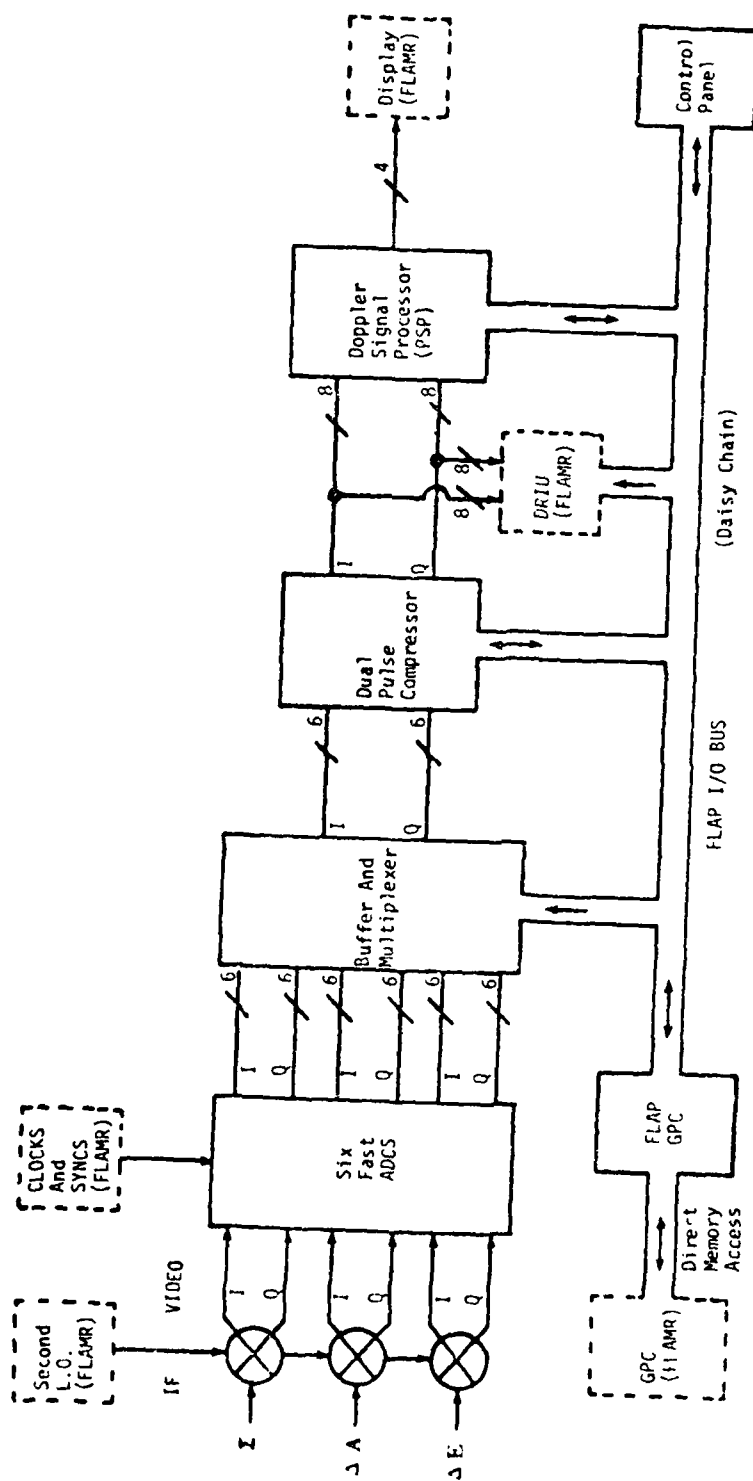 Second
L.O.
(FLAMR)
CLOCKS
And
SYNCS
(FLAMR)
IF
VIDEO
Σ
I
Q
Δ A
I
Q
Δ E
I
Q
Six
Fast
ADCS
I
6
Q
6
I
6
Q
6
I
6
Q
6
Buffer And
Multiplexer
I
6
Q
6
Dual
Pulse
Compressor
I
8
Q
8
8
8
DRIU
(FLAMR)
Doppler
Signal
Processor
(PSP)
4
Display
(FLAMR)
GPC
(FLAMR)
Direct
Memory
Access
FLAP
GPC
FLAP I/O BUS
(Daisy Chain)
Control
Panel